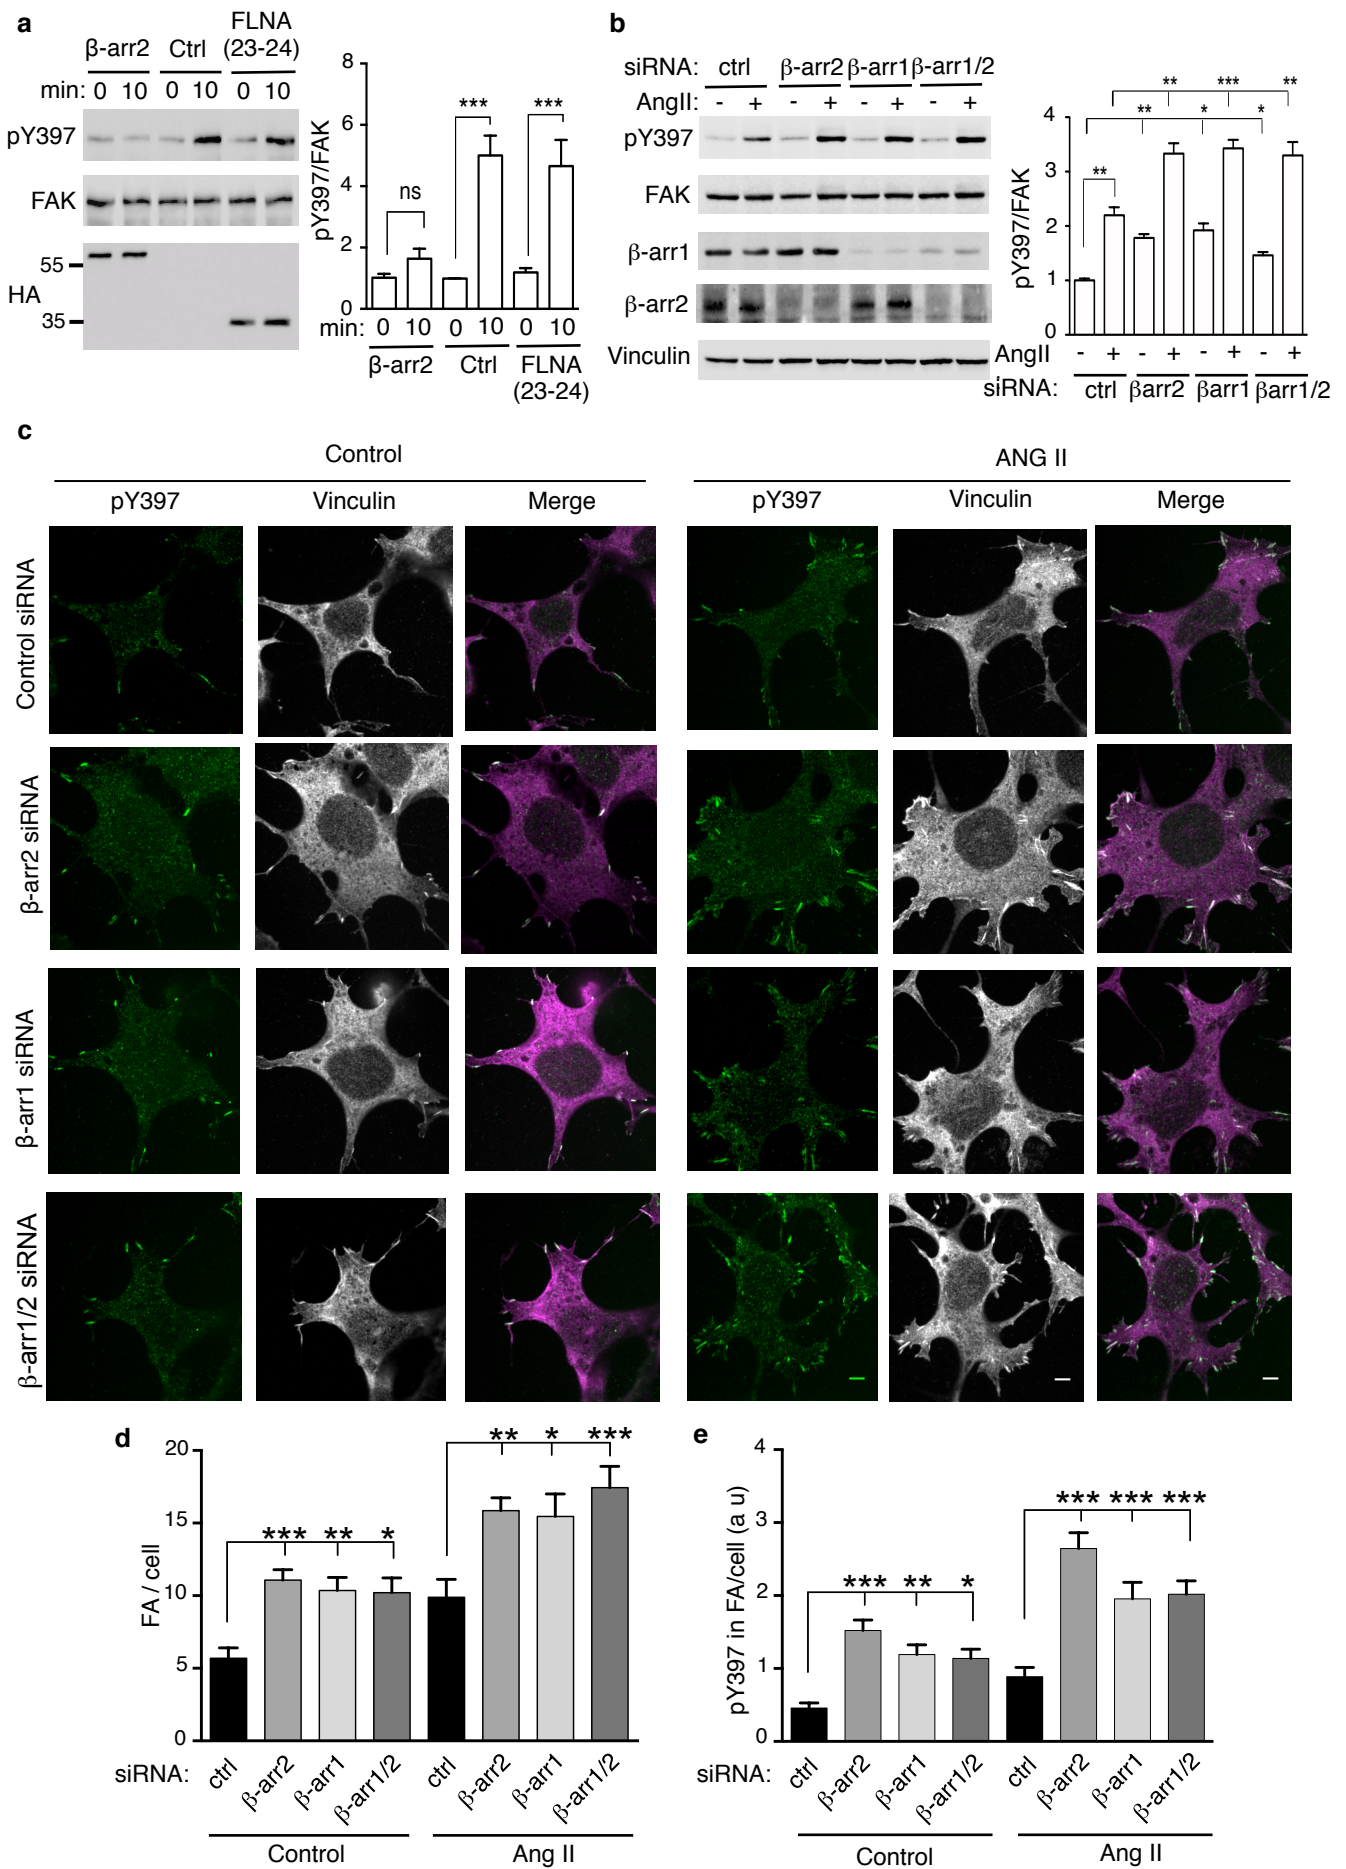 a
β-arr2 Ctrl FLNA (23-24)
min: 0 10 0 10 0 10
pY397
FAK
HA
55
35
pY397/FAK
8
6
4
2
0
ns *** ***
min: 0 10 0 10 0 10
β-arr2 Ctrl FLNA (23-24)
b
siRNA: ctrl β-arr2 β-arr1 β-arr1/2
AngII: - + - + - + - +
pY397
FAK
β-arr1
β-arr2
Vinculin
pY397/FAK
4
3
2
1
0
** *** **
** * *
**
AngII - + - + - + - +
siRNA: ctrl βarr2 βarr1 βarr1/2
c
Control ANG II
pY397 Vinculin Merge pY397 Vinculin Merge
Control siRNA
β-arr2 siRNA
β-arr1 siRNA
β-arr1/2 siRNA
d
FA / cell
20
15
10
5
0
*** ** *
** * ***
siRNA: ctrl β-arr2 β-arr1 β-arr1/2 ctrl β-arr2 β-arr1 β-arr1/2
Control Ang II
e
pY397 in FA/cell (a u)
4
3
2
1
0
*** ** *
*** *** ***
siRNA: ctrl β-arr2 β-arr1 β-arr1/2 ctrl β-arr2 β-arr1 β-arr1/2
Control Ang II